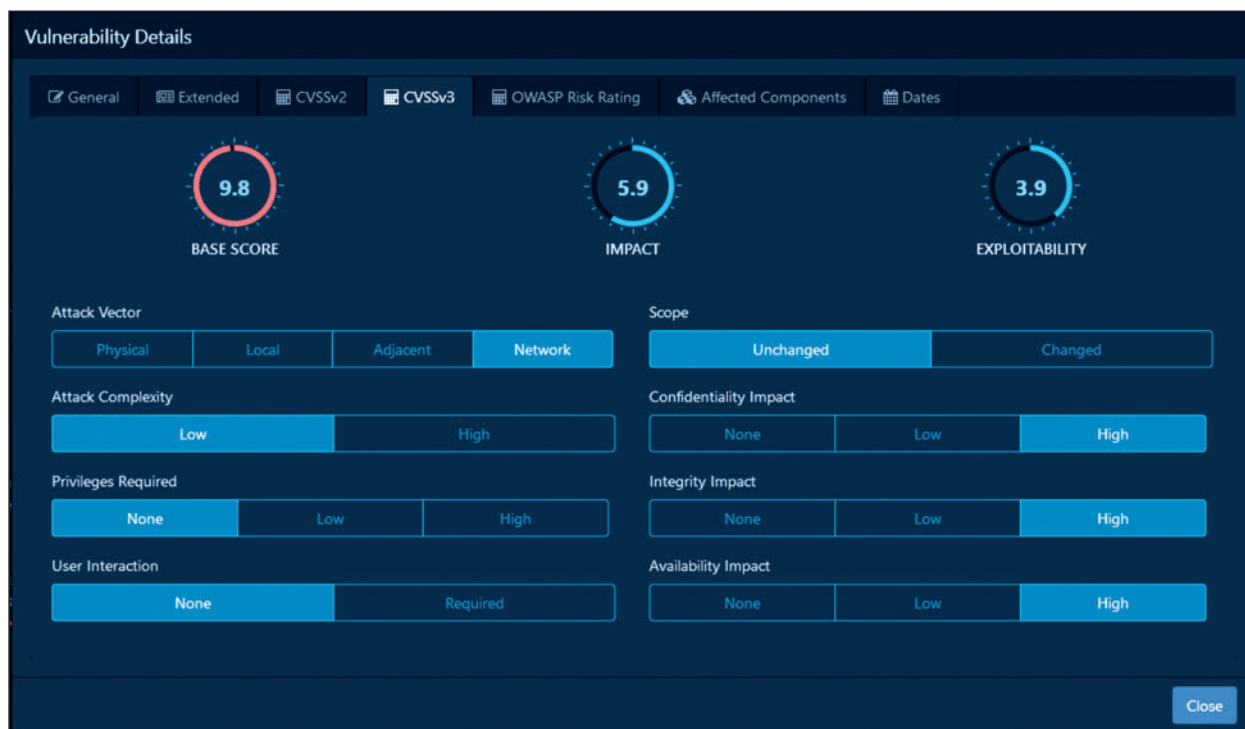 Vulnerability Details
General Extended CVSSv2 CVSSv3 OWASP Risk Rating Affected Components Dates
9.8 5.9 3.9
BASE SCORE IMPACT EXPLOITABILITY
Attack Vector Scope
Physical Local Adjacent Network Unchanged Changed
Attack Complexity Confidentiality Impact
Low High None Low High
Privileges Required Integrity Impact
None Low High None Low High
User Interaction Availability Impact
None Required None Low High
Close